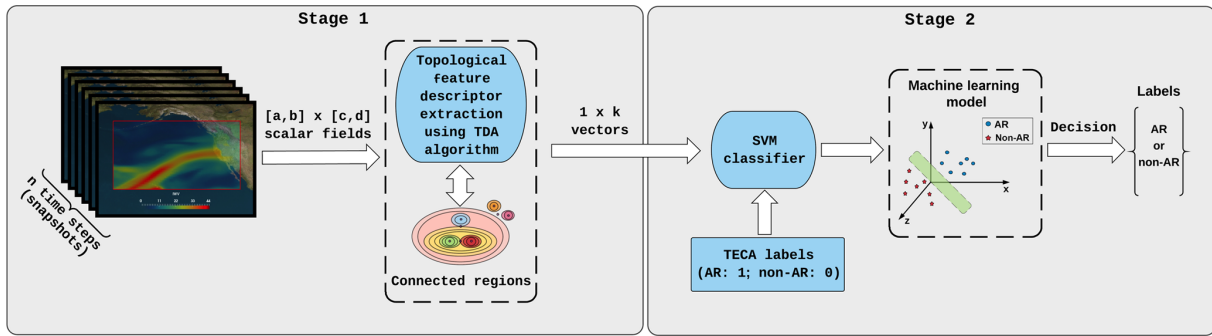 Stage 1
[a,b] x [c,d]
scalar fields
n time steps
(snapshots)
Topological
feature
descriptor
extraction
using TDA
algorithm
Connected regions
1 x k
vectors
Stage 2
SVM
classifier
TECA labels
(AR: 1; non-AR: 0)
Machine learning
model
y
AR
Non-AR
x
z
Decision
Labels
AR
or
non-AR